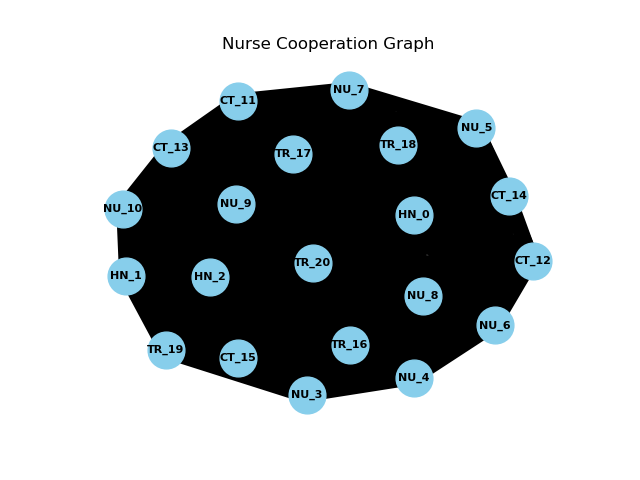 Nurse Cooperation Graph
NU_7
CT_11
NU_5
CT_13
TR_18
TR_17
CT_14
NU_9
NU_10
HN_0
CT_12
TR_20
HN_1
HN_2
NU_8
NU_6
TR_16
TR_19
CT_15
NU_4
NU_3